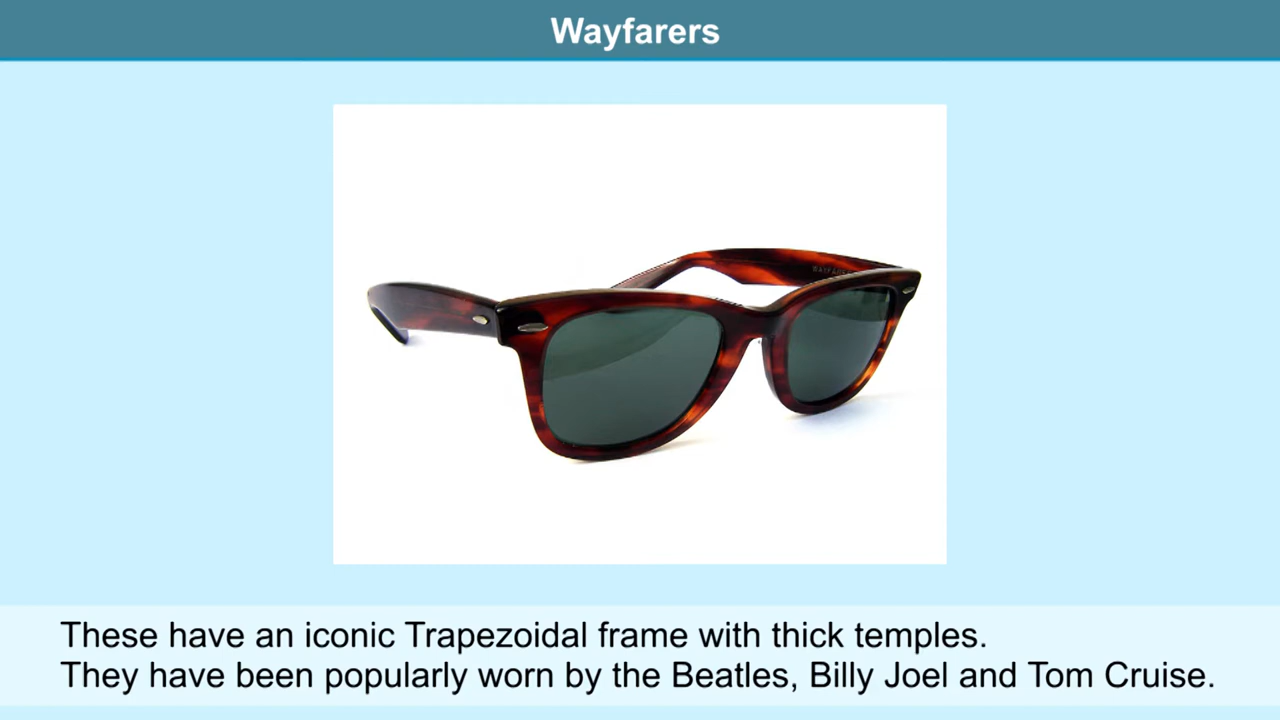 Wayfarers
These have an iconic Trapezoidal frame with thick temples.
They have been popularly worn by the Beatles, Billy Joel and Tom Cruise.